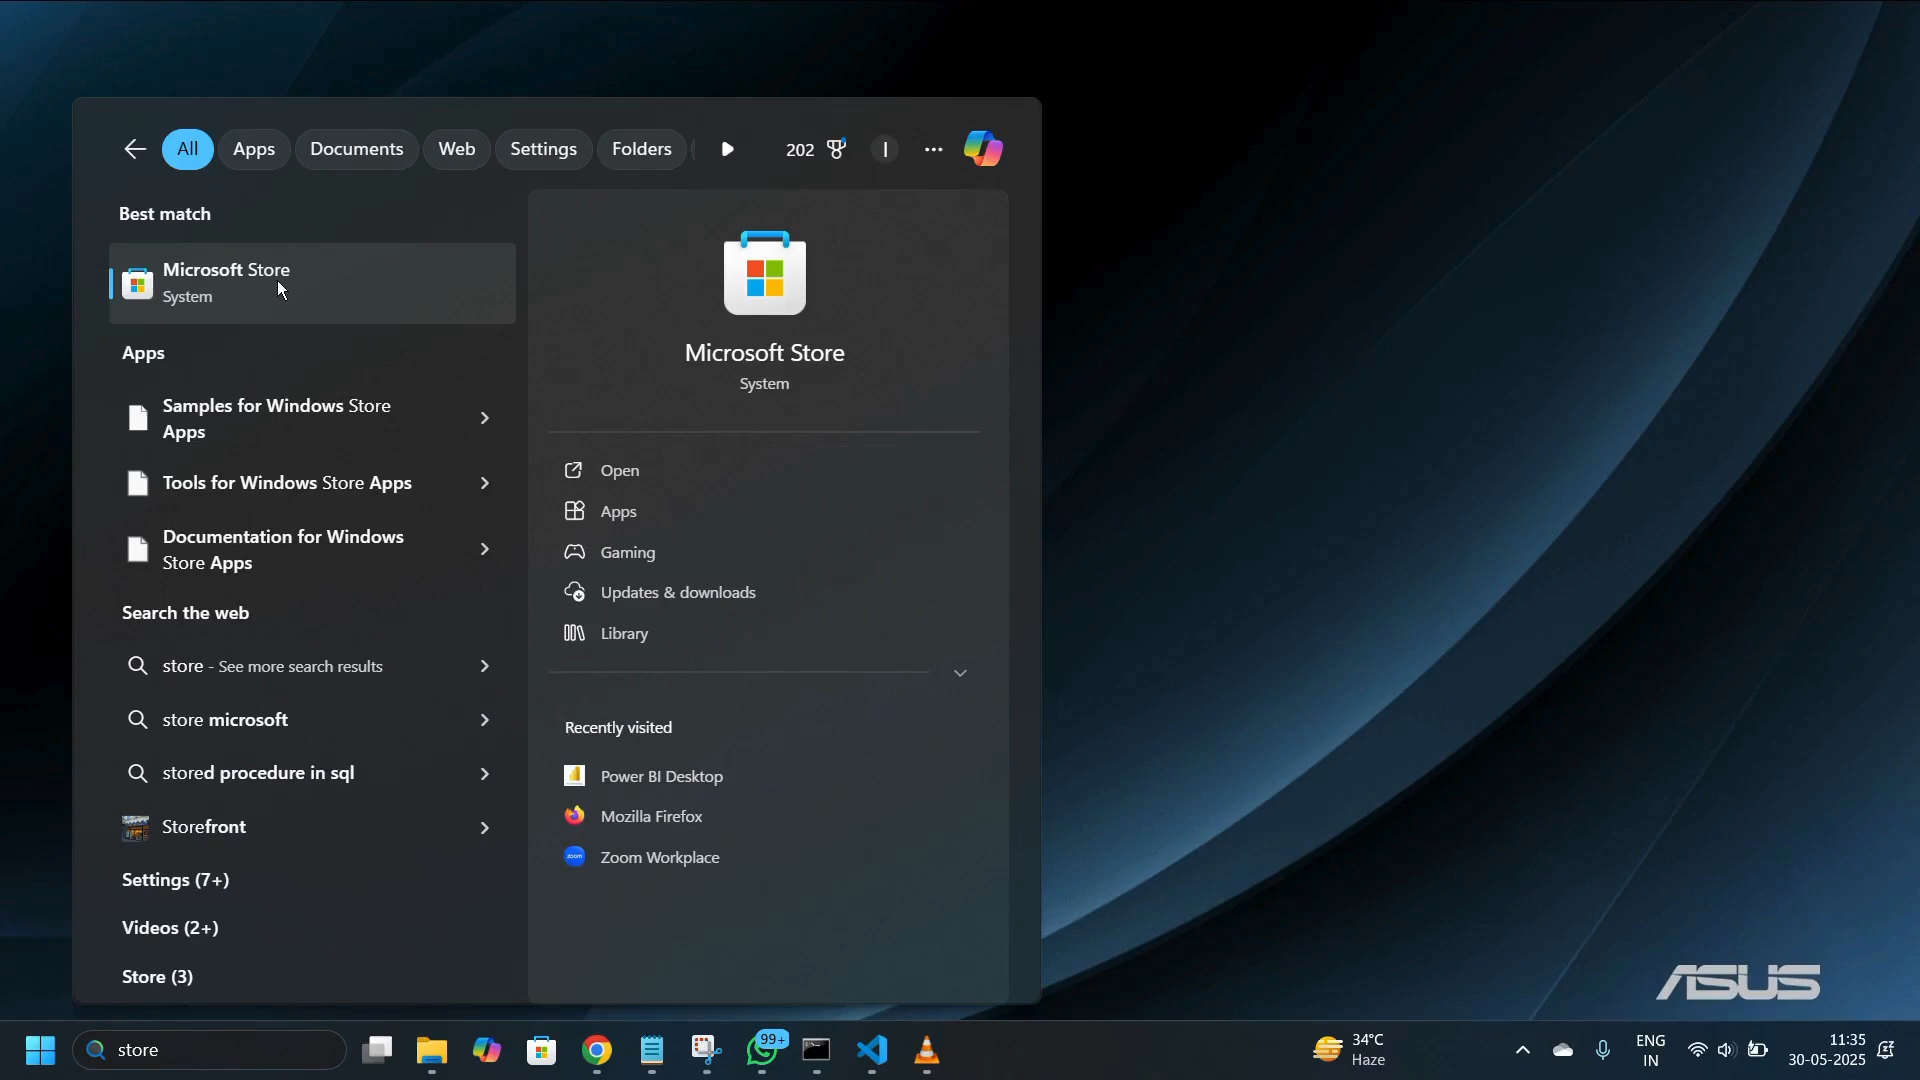 All
Apps
Documents
Web
Settings
Folders
202
I
Best match
Microsoft Store
System
Apps
Samples for Windows Store
Apps
Tools for Windows Store Apps
Documentation for Windows
Store Apps
Search the web
store - See more search results
store microsoft
stored procedure in sql
Storefront
Settings (7+)
Videos (2+)
Store (3)
Microsoft Store
System
Open
Apps
Gaming
Updates & downloads
Library
Recently visited
Power BI Desktop
Mozilla Firefox
zoom
Zoom Workplace
ASUS
store
99+
34°C
Haze
ENG
IN
11:35
30-05-2025